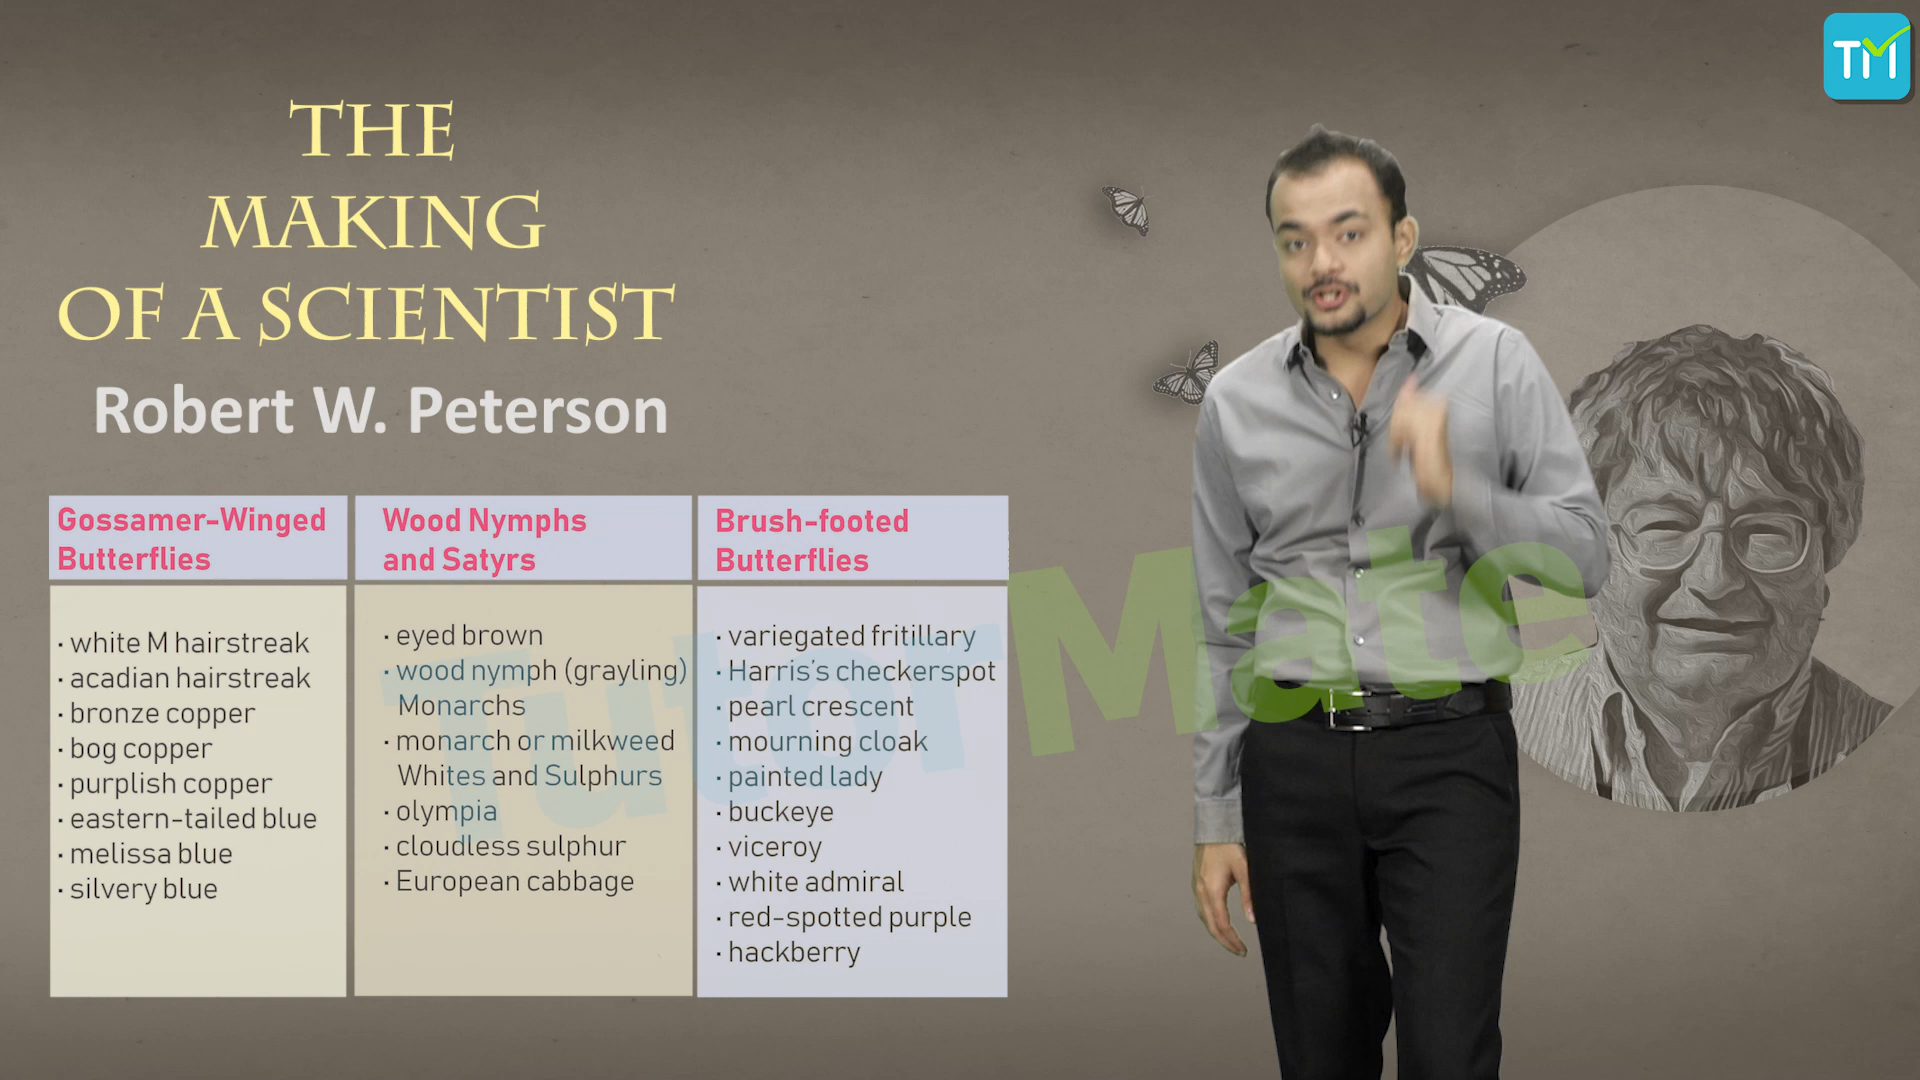 TM
THE
MAKING
OF A SCIENTIST
Robert W. Peterson
Gossamer-Winged
Butterflies
· white M hairstreak
· acadian hairstreak
· bronze copper
· bog copper
· purplish copper
· eastern-tailed blue
· melissa blue
· silvery blue
Wood Nymphs
and Satyrs
· eyed brown
· wood nymph (grayling)
Monarchs
· monarch or milkweed
Whites and Sulphurs
· olympia
· cloudless sulphur
· European cabbage
Brush-footed
Butterflies
· variegated fritillary
· Harris's checkerspot
· pearl crescent
· mourning cloak
· painted lady
· buckeye
· viceroy
· white admiral
· red-spotted purple
· hackberry
TutorMate